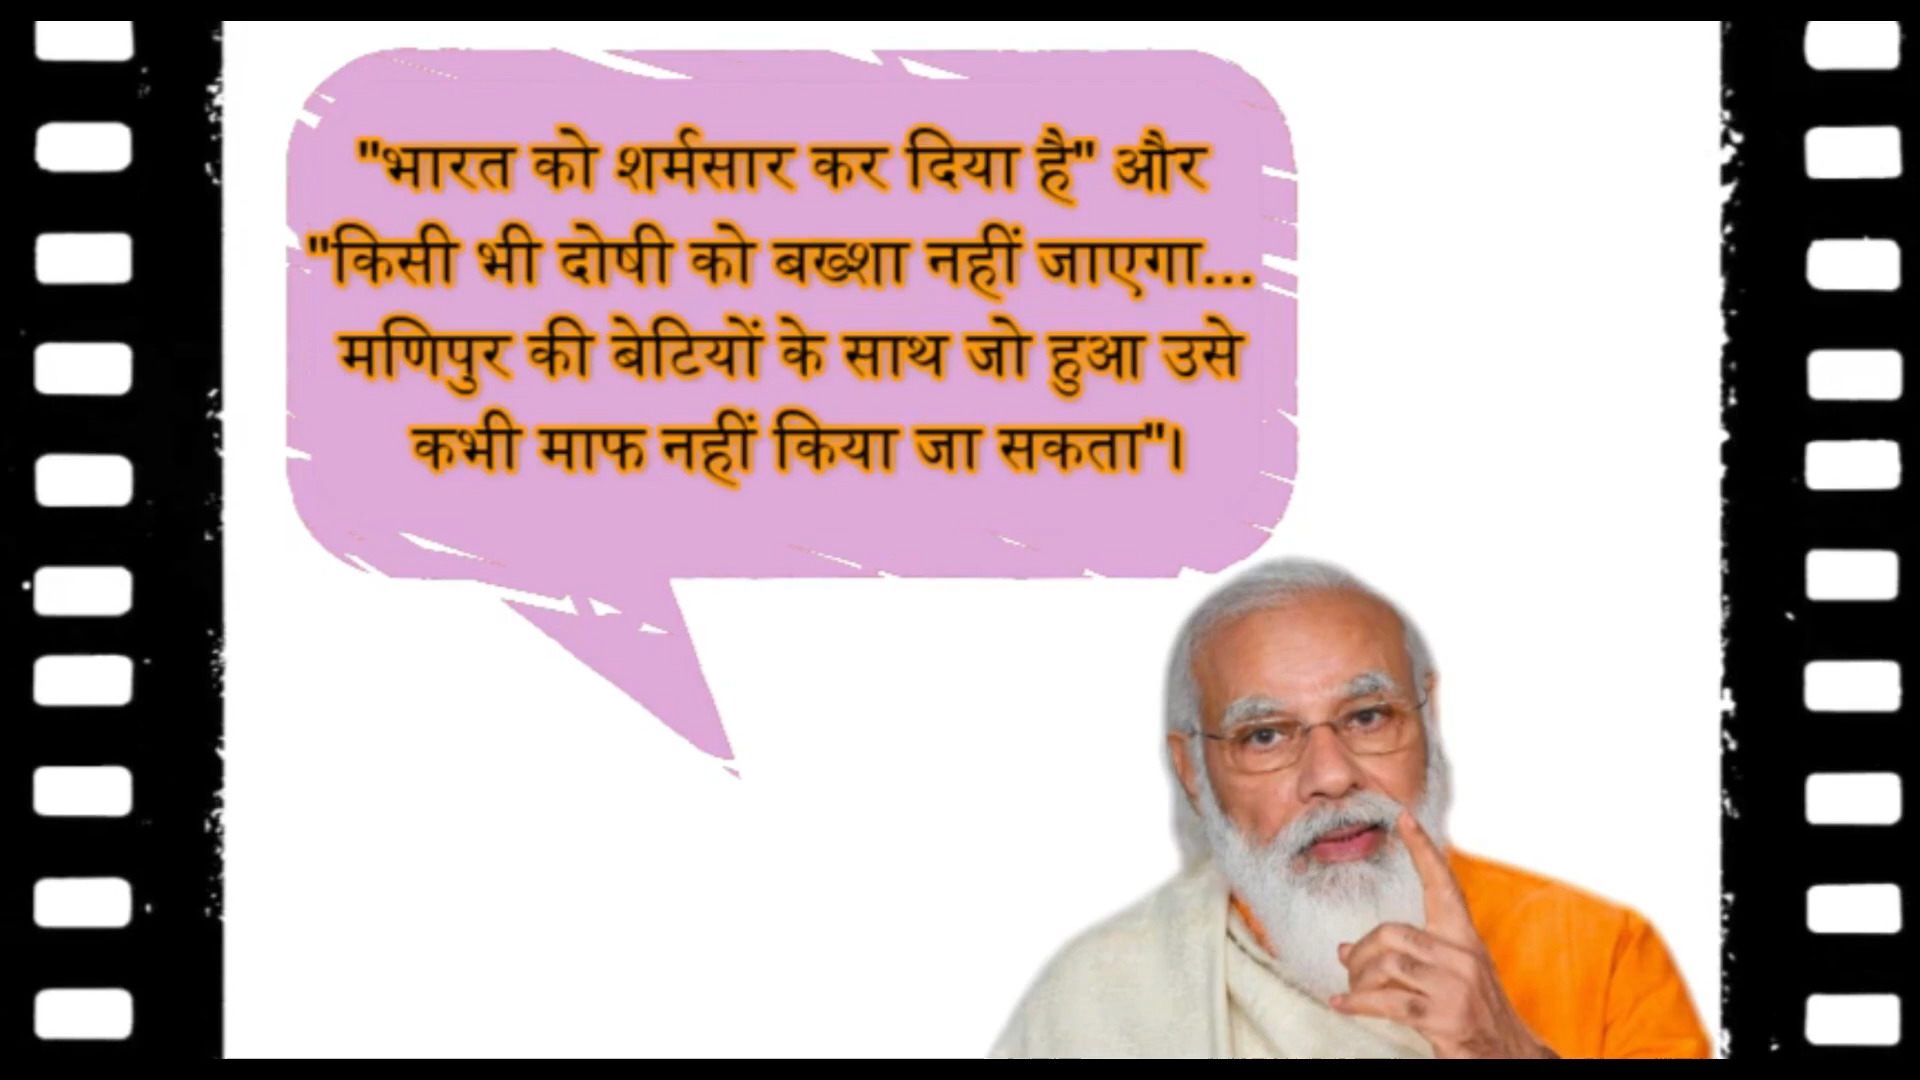 "भारत को शर्मसार कर दिया है" और
"किसी भी दोषी को बख्शा नहीं जाएगा...
मणिपुर की बेटियों के साथ जो हुआ उसे
कभी माफ नहीं किया जा सकता"।